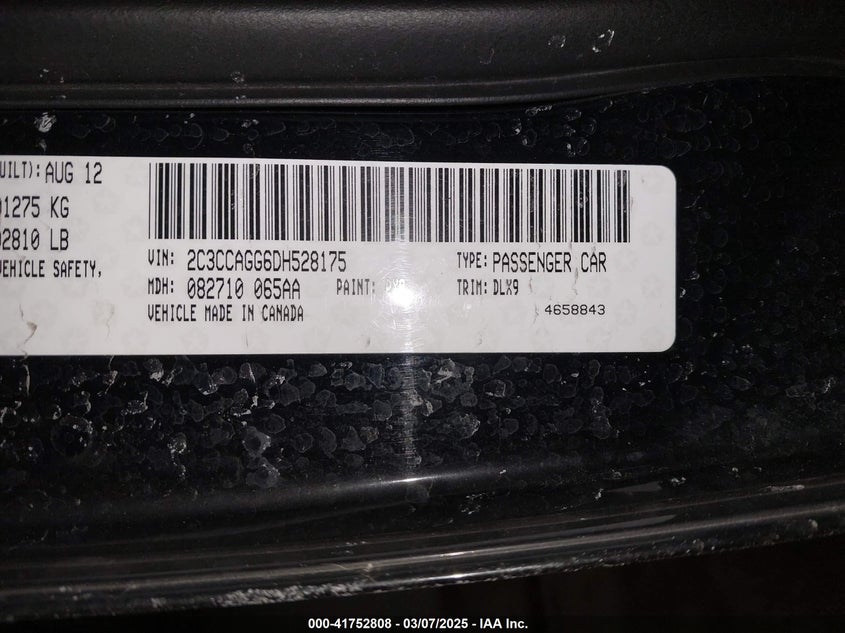 UILT): AUG 12
01275 KG
02810 LB
VEHICLE SAFETY,
VIN: 2C3CCAGG6DH528175 TYPE: PASSENGER CAR
MDH: 082710 065AA PAINT: TRIM: DLX9
VEHICLE MADE IN CANADA 4658843
000-41752808 - 03/07/2025 - IAA Inc.